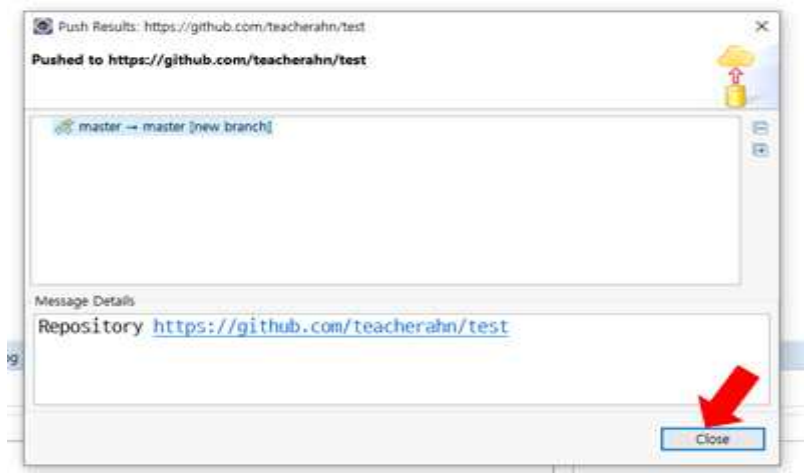 Push Results: https://github.com/teacherahn/test
Pushed to https://github.com/teacherahn/test
master → master [new branch]
Message Details
Repository https://github.com/teacherahn/test
og
Close